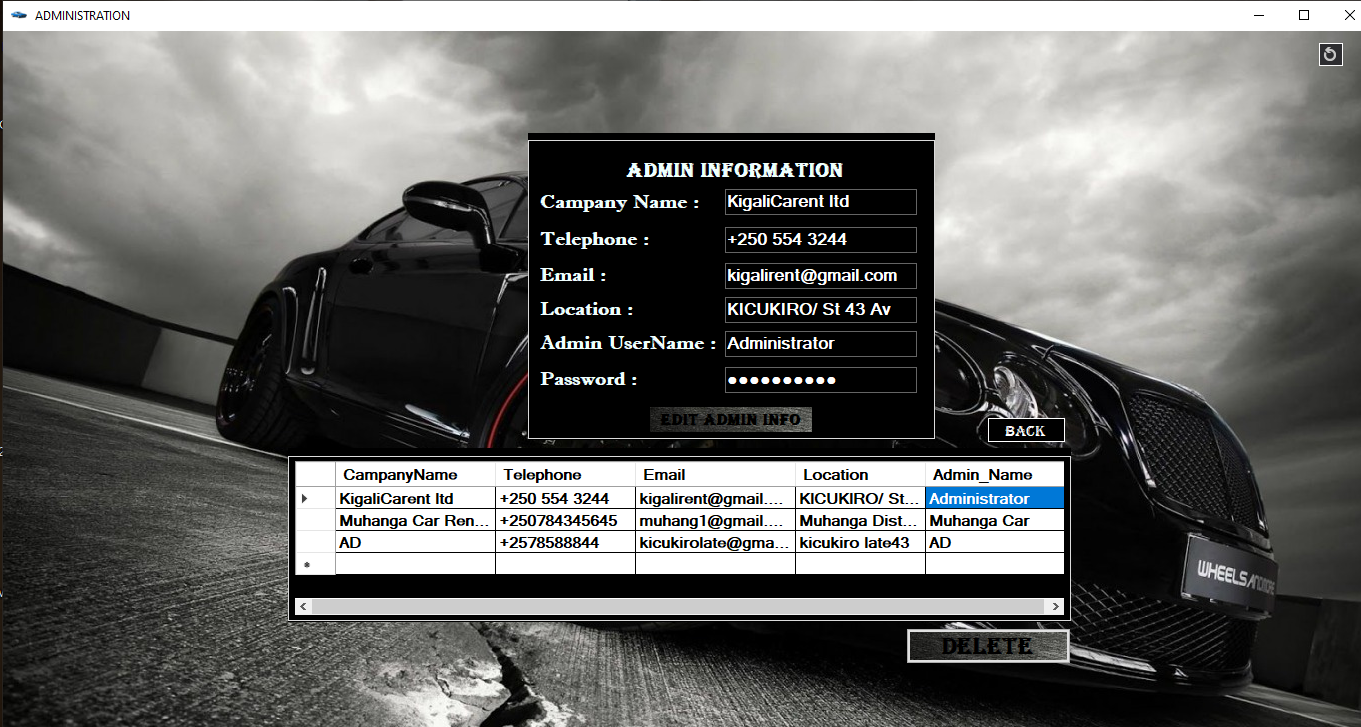 ADMINISTRATION
ADMIN INFORMATION
Campany Name : KigaliCarent ltd
Telephone : +250 554 3244
Email : kigalirent@gmail.com
Location : KICUKIRO/ St 43 Av
Admin UserName : Administrator
Password : ●●●●●●●●●●
EDIT ADMIN INFO
BACK
CampanyName Telephone Email Location Admin_Name
KigaliCarent ltd +250 554 3244 kigalirent@gmail.... KICUKIRO/ St... Administrator
Muhanga Car Ren... +250784345645 muhang1@gmail.... Muhanga Dist... Muhanga Car
AD +2578588844 kicukirolate@gma... kicukiro late43 AD
WHEELSANDMORE
DELETE